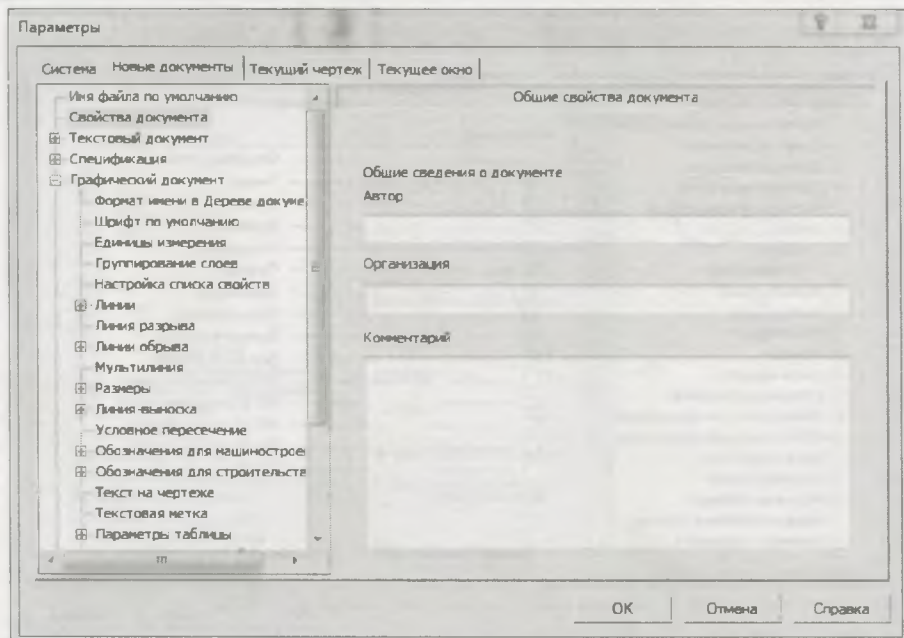 Параметры
Система Новые документы Текущий чертеж Текущее окно
Имя файла по умолчанию
Свойства документа
Текстовый документ
Спецификация
Графический документ
Формат имени в Дереве докуме
Шрифт по умолчанию
Единицы измерения
Группирование слоев
Настройка списка свойств
Линии
Линия разрыва
Линии обрыва
Мультилиния
Размеры
Линия-выноска
Условное пересечение
Обозначения для машинострое
Обозначения для строительств
Текст на чертеже
Текстовая метка
Параметры таблицы
Общие свойства документа
Общие сведения о документе
Автор
Организация
Комментарий
OK Отмена Справка